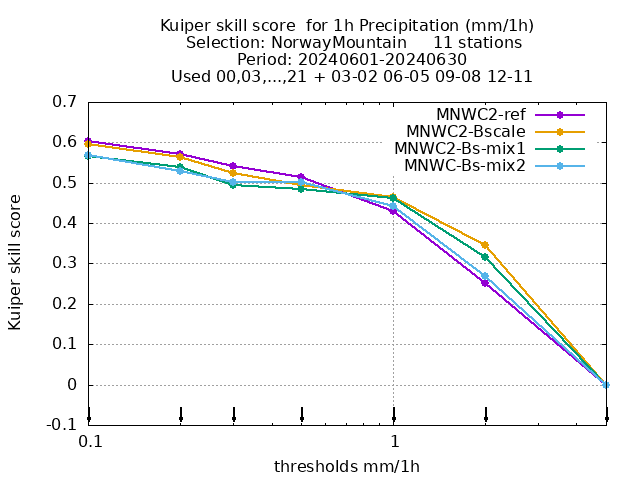 Kuiper skill score  for 1h Precipitation (mm/1h)
Selection: NorwayMountain     11 stations
Period: 20240601-20240630
Used 00,03,...,21 + 03-02 06-05 09-08 12-11
MNWC2-ref
MNWC2-Bscale
MNWC2-Bs-mix1
MNWC-Bs-mix2
Kuiper skill score
0.7
0.6
0.5
0.4
0.3
0.2
0.1
0
-0.1
0.1 1
thresholds mm/1h